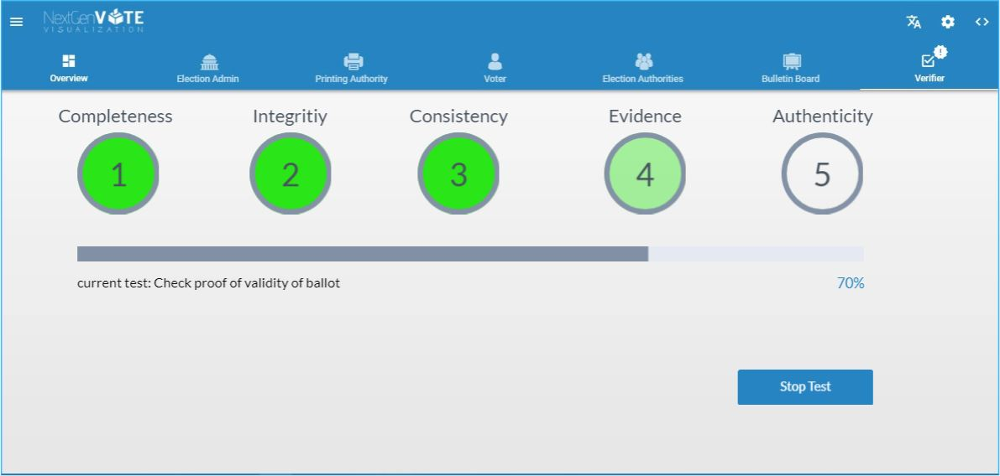 NextGenVOTE
VISUALIZATION
Overview Election Admin Printing Authority Voter Election Authorities Bulletin Board Verifier
Completeness Integritiy Consistency Evidence Authenticity
1 2 3 4 5
current test: Check proof of validity of ballot 70%
Stop Test